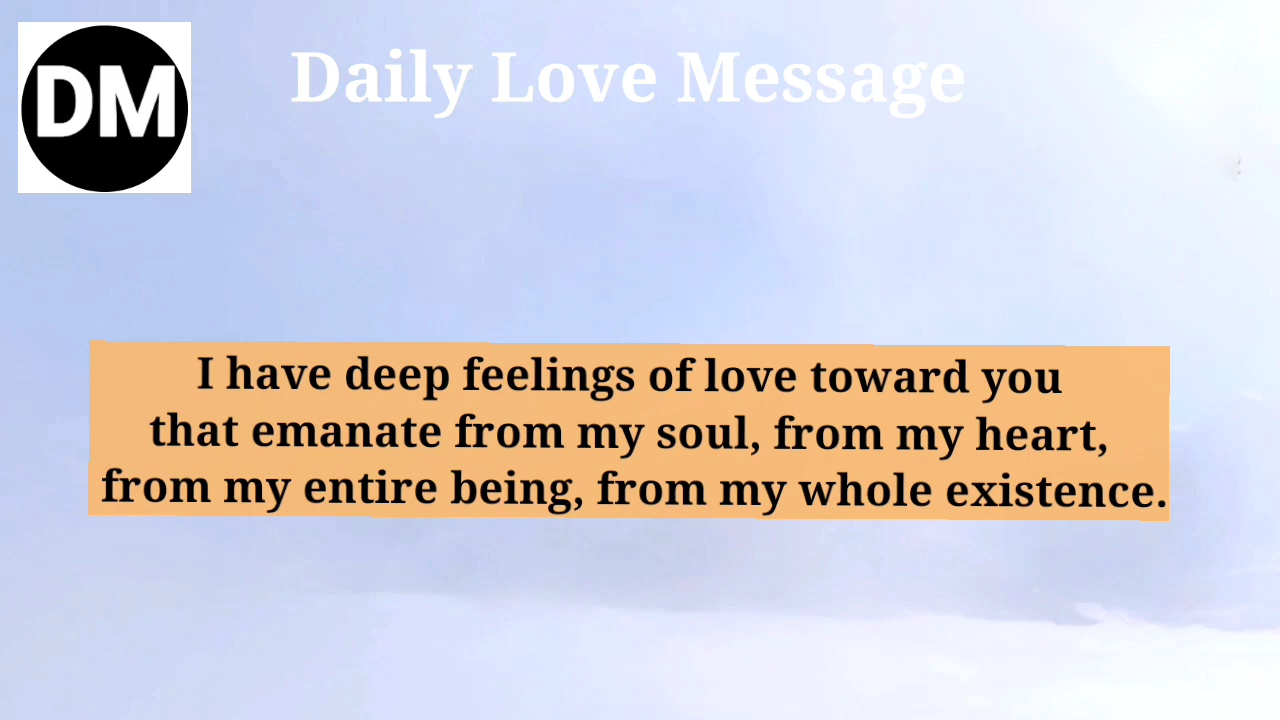 DM
Daily Love Message
I have deep feelings of love toward you
that emanate from my soul, from my heart,
from my entire being, from my whole existence.